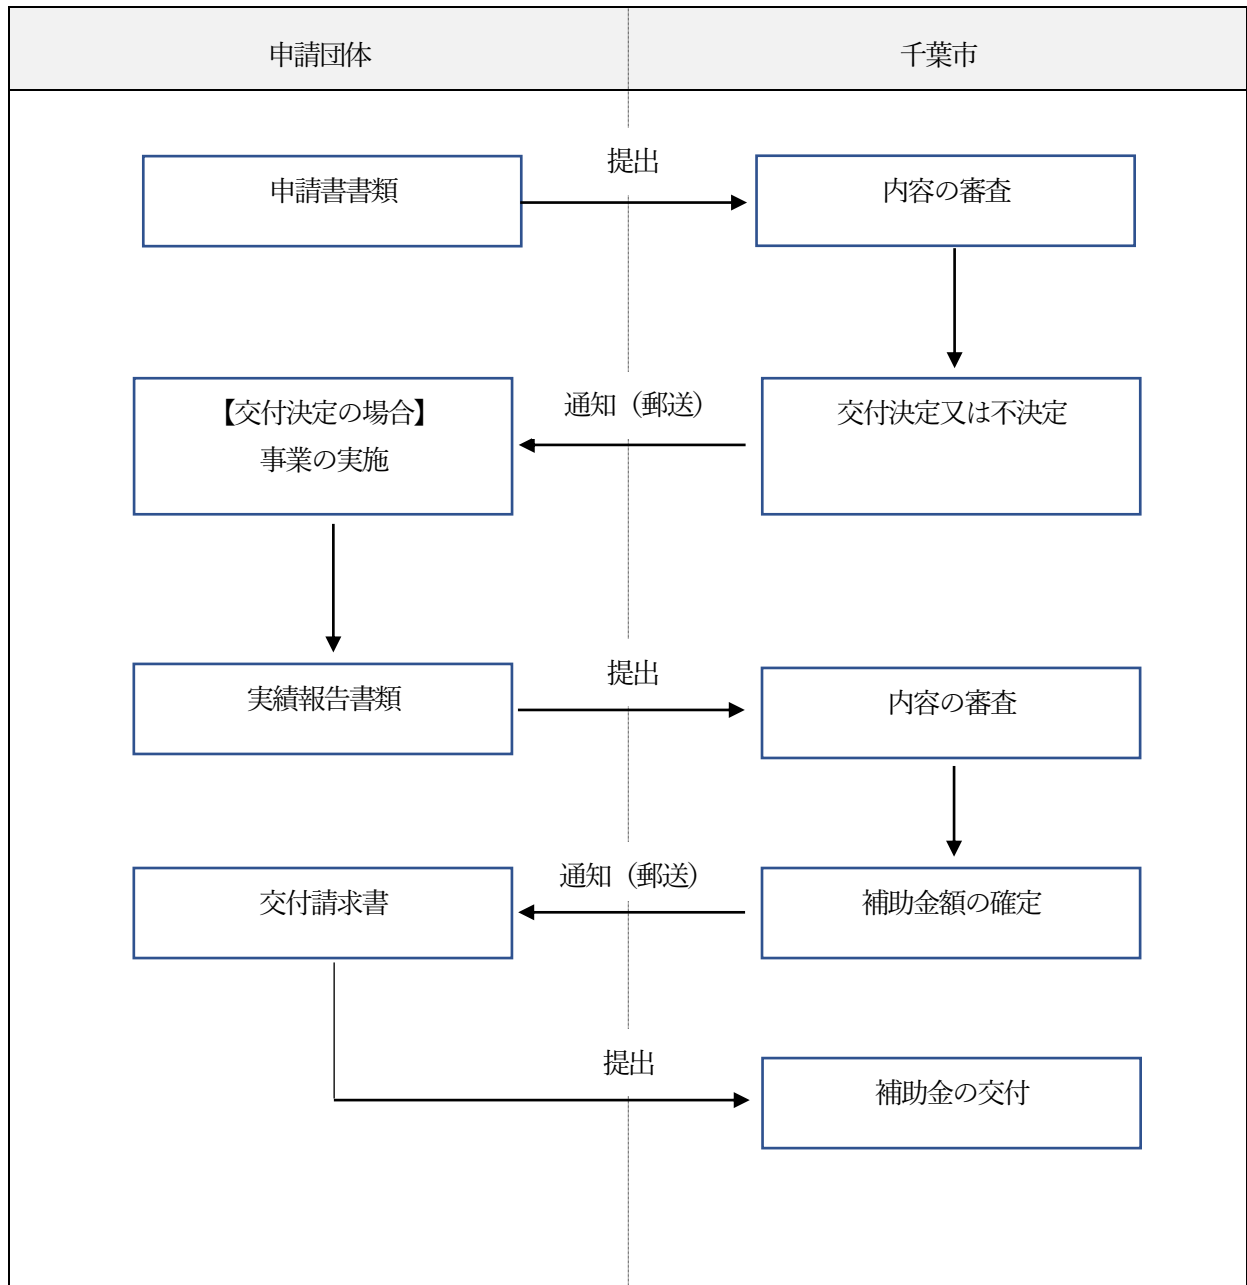 申請団体
千葉市
申請書書類
提出
内容の審査
【交付決定の場合】
事業の実施
通知（郵送）
交付決定又は不決定
実績報告書類
提出
内容の審査
交付請求書
通知（郵送）
補助金額の確定
提出
補助金の交付